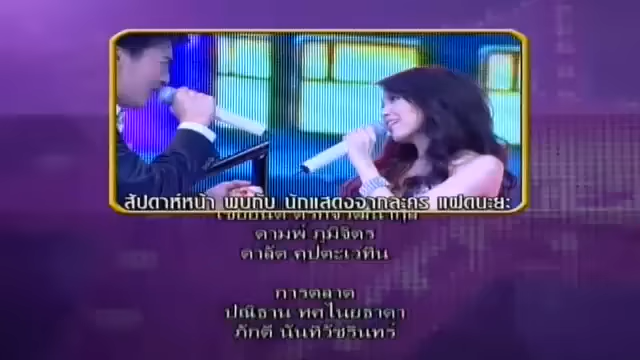 สัปดาห์หน้า พบกับ นักแสดงจากละคร แฝดนะยะ
ดามพ์ ภูมิจิตร
ดาลัต คุปตะเวทิน
การตลาด
ปณิธาน ทศไนยธาดา
ภักดี นันทิวัชรินทร์